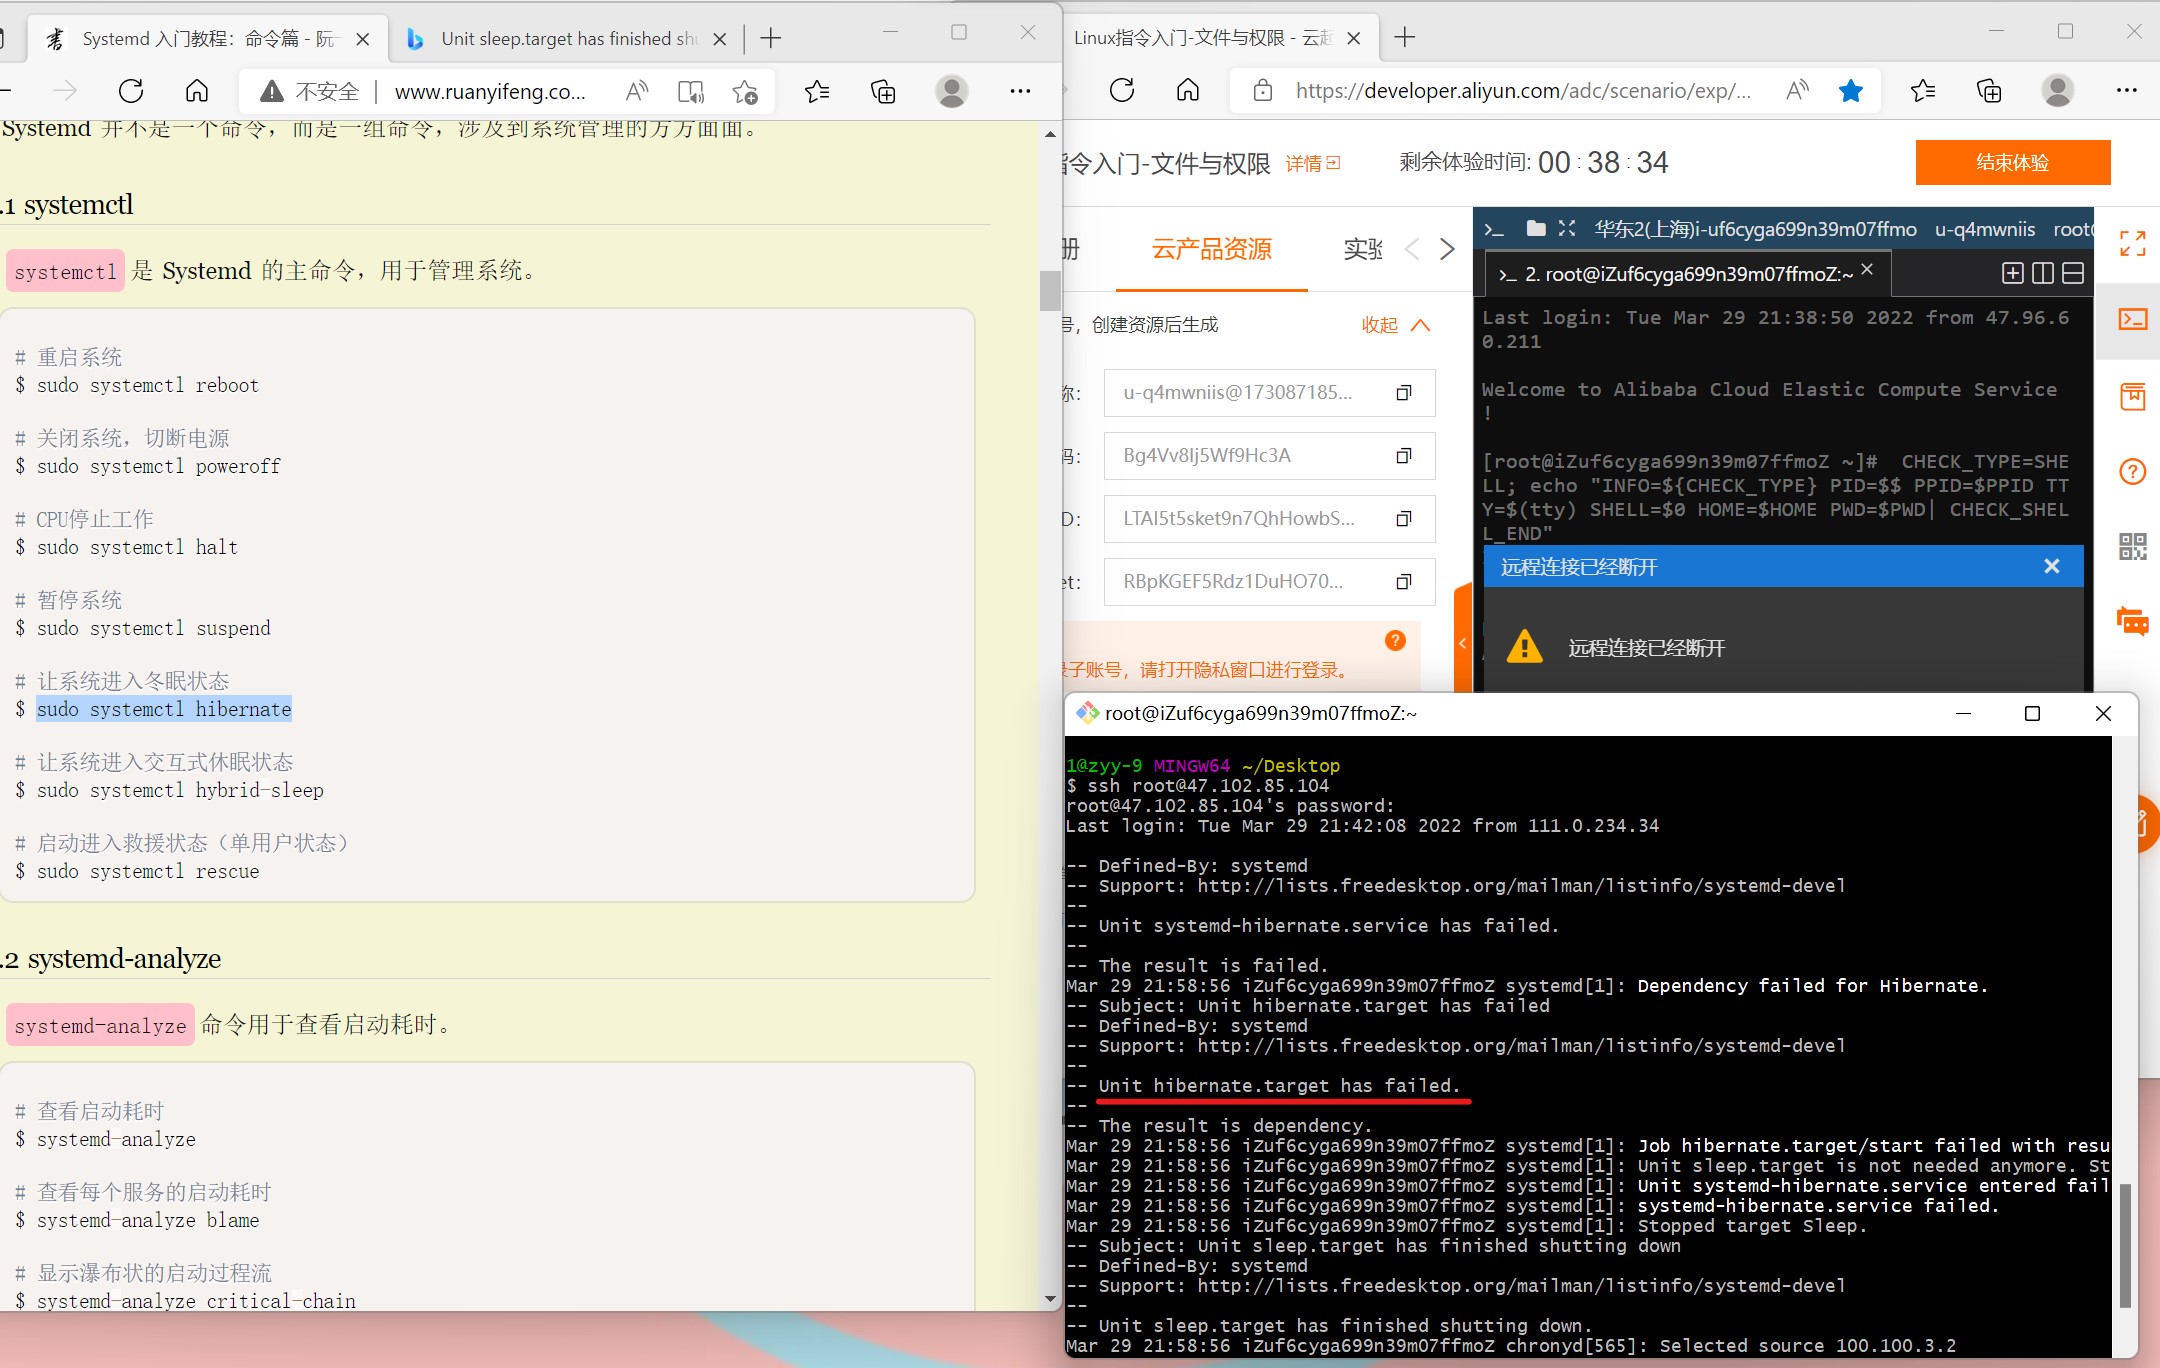 Systemd 入门教程：命令篇 - 阮一
Unit sleep.target has finished shu
不安全
www.ruanyifeng.co...
Systemd 并不是一个命令，而是一组命令，涉及到系统管理的方方面面。
.1 systemctl
systemctl 是 Systemd 的主命令，用于管理系统。
# 重启系统
$ sudo systemctl reboot
# 关闭系统，切断电源
$ sudo systemctl poweroff
# CPU停止工作
$ sudo systemctl halt
# 暂停系统
$ sudo systemctl suspend
# 让系统进入冬眠状态
$ sudo systemctl hibernate
# 让系统进入交互式休眠状态
$ sudo systemctl hybrid-sleep
# 启动进入救援状态（单用户状态）
$ sudo systemctl rescue
.2 systemd-analyze
systemd-analyze 命令用于查看启动耗时。
# 查看启动耗时
$ systemd-analyze
# 查看每个服务的启动耗时
$ systemd-analyze blame
# 显示瀑布状的启动过程流
$ systemd-analyze critical-chain
Linux指令入门-文件与权限 - 云起
https://developer.aliyun.com/adc/scenario/exp/...
指令入门-文件与权限 详情
剩余体验时间: 00 : 38 : 34
结束体验
册 云产品资源 实验
号，创建资源后生成 收起
称: u-q4mwniis@173087185...
码: Bg4Vv8Ij5Wf9Hc3A
D: LTAI5t5sket9n7QhHowbS...
et: RBpKGEF5Rdz1DuHO70...
子账号，请打开隐私窗口进行登录。
华东2(上海)i-uf6cyga699n39m07ffmo u-q4mwniis root@
>_ 2. root@iZuf6cyga699n39m07ffmoZ:~
Last login: Tue Mar 29 21:38:50 2022 from 47.96.6
0.211
Welcome to Alibaba Cloud Elastic Compute Service
!
[root@iZuf6cyga699n39m07ffmoZ ~]#  CHECK_TYPE=SHE
LL; echo "INFO=${CHECK_TYPE} PID=$$ PPID=$PPID TT
Y=$(tty) SHELL=$0 HOME=$HOME PWD=$PWD| CHECK_SHEL
L_END"
远程连接已经断开
远程连接已经断开
root@iZuf6cyga699n39m07ffmoZ:~
1@zyy-9 MINGW64 ~/Desktop
$ ssh root@47.102.85.104
root@47.102.85.104's password:
Last login: Tue Mar 29 21:42:08 2022 from 111.0.234.34
-- Defined-By: systemd
-- Support: http://lists.freedesktop.org/mailman/listinfo/systemd-devel
--
-- Unit systemd-hibernate.service has failed.
--
-- The result is failed.
Mar 29 21:58:56 iZuf6cyga699n39m07ffmoZ systemd[1]: Dependency failed for Hibernate.
-- Subject: Unit hibernate.target has failed
-- Defined-By: systemd
-- Support: http://lists.freedesktop.org/mailman/listinfo/systemd-devel
--
-- Unit hibernate.target has failed.
--
-- The result is dependency.
Mar 29 21:58:56 iZuf6cyga699n39m07ffmoZ systemd[1]: Job hibernate.target/start failed with resu
Mar 29 21:58:56 iZuf6cyga699n39m07ffmoZ systemd[1]: Unit sleep.target is not needed anymore. St
Mar 29 21:58:56 iZuf6cyga699n39m07ffmoZ systemd[1]: Unit systemd-hibernate.service entered fail
Mar 29 21:58:56 iZuf6cyga699n39m07ffmoZ systemd[1]: systemd-hibernate.service failed.
Mar 29 21:58:56 iZuf6cyga699n39m07ffmoZ systemd[1]: Stopped target Sleep.
-- Subject: Unit sleep.target has finished shutting down
-- Defined-By: systemd
-- Support: http://lists.freedesktop.org/mailman/listinfo/systemd-devel
--
-- Unit sleep.target has finished shutting down.
Mar 29 21:58:56 iZuf6cyga699n39m07ffmoZ chronyd[565]: Selected source 100.100.3.2